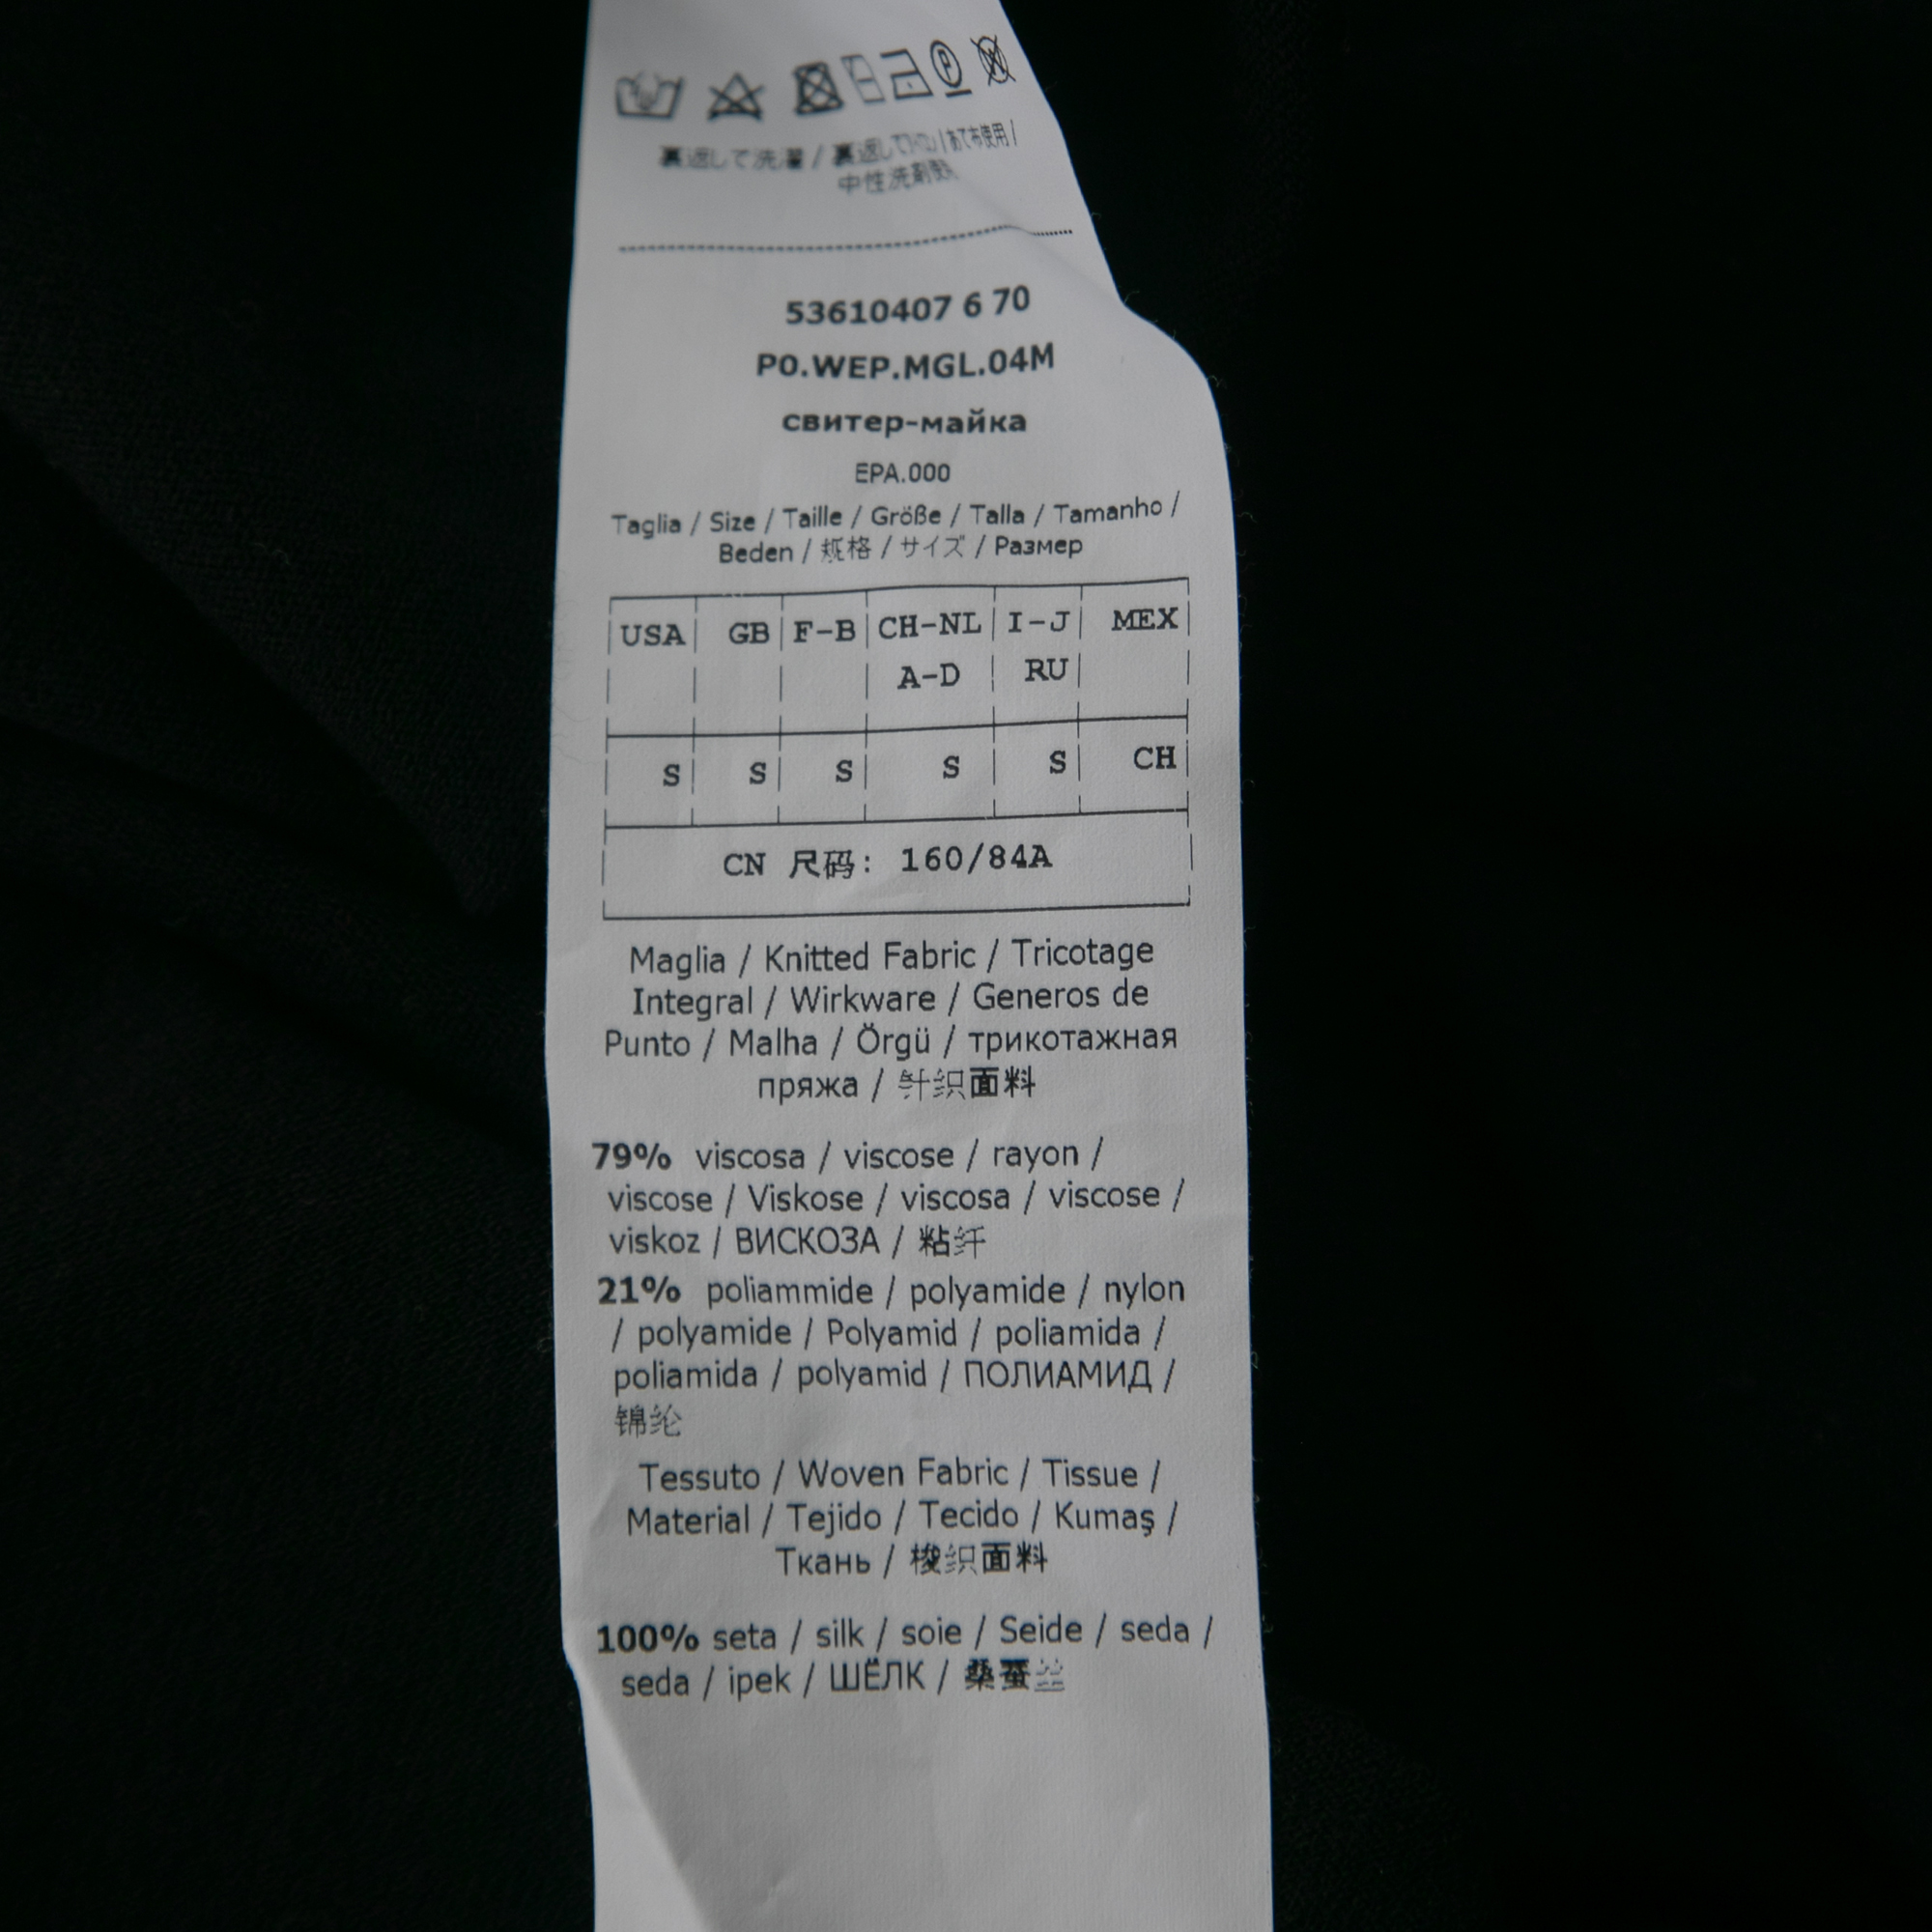 裏返して洗濯 / 裏返して / あて布使用 /
中性洗剤
53610407 6 70
P0.WEP.MGL.04M
свитер-майка
EPA.000
Taglia / Size / Taille / Größe / Talla / Tamanho /
Beden / 规格 / サイズ / Размер
USA GB F-B CH-NL I-J MEX
A-D RU
S S S S S CH
CN 尺码: 160/84A
Maglia / Knitted Fabric / Tricotage
Integral / Wirkware / Generos de
Punto / Malha / Örgü / трикотажная
пряжа / 针织面料
79% viscosa / viscose / rayon /
viscose / Viskose / viscosa / viscose /
viskoz / ВИСКОЗА / 粘纤
21% poliammide / polyamide / nylon
/ polyamide / Polyamid / poliamida /
poliamida / polyamid / ПОЛИАМИД /
锦纶
Tessuto / Woven Fabric / Tissue /
Material / Tejido / Tecido / Kumaş /
Ткань / 梭织面料
100% seta / silk / soie / Seide / seda /
seda / ipek / ШЁЛК / 桑蚕丝